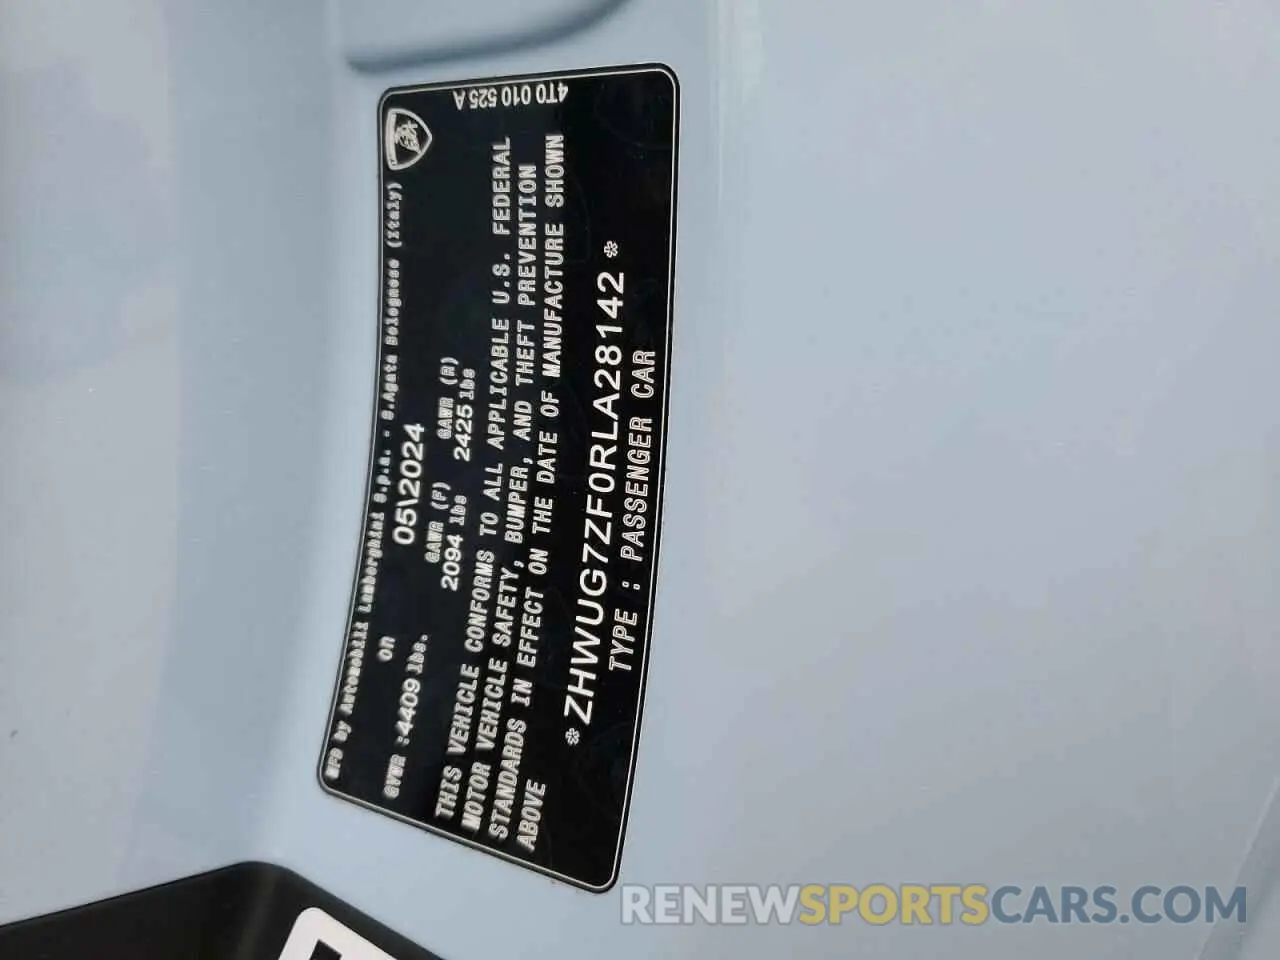 4T0 010 525 A
MFD by Automobili Lamborghini S.p.a. - S.Agata Bolognese (Italy)
on 05\2024
GAWR (F) GAWR (R)
GVWR :4409 lbs. 2094 lbs 2425 lbs
THIS VEHICLE CONFORMS TO ALL APPLICABLE U.S. FEDERAL
MOTOR VEHICLE SAFETY, BUMPER, AND THEFT PREVENTION
STANDARDS IN EFFECT ON THE DATE OF MANUFACTURE SHOWN
ABOVE
* ZHWUG7ZF0RLA28142 *
TYPE : PASSENGER CAR
RENEWSPORTSCARS.COM